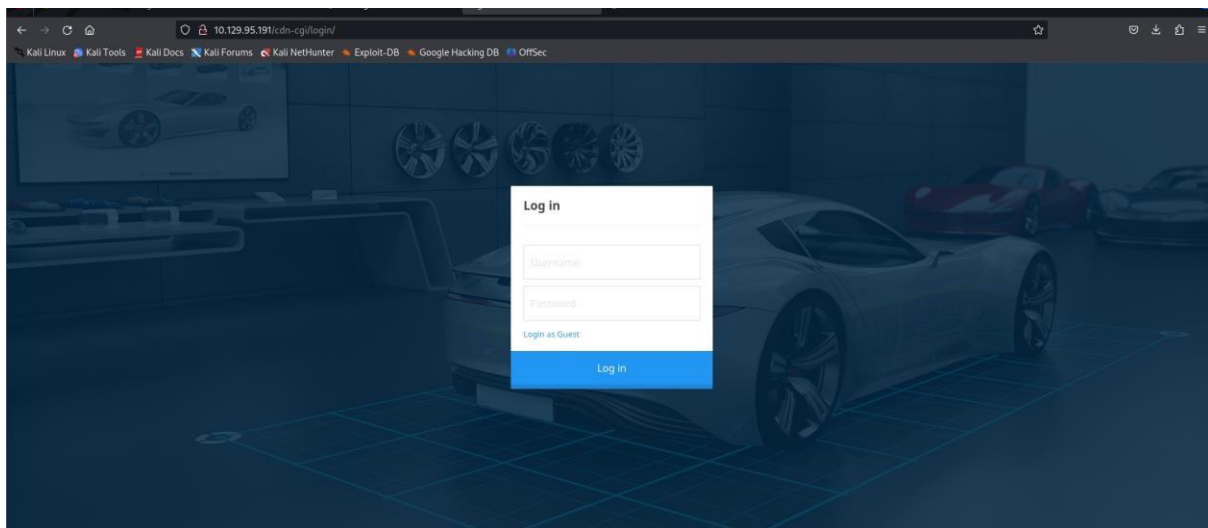 10.129.95.191/cdn-cgi/login/
Kali Linux Kali Tools Kali Docs Kali Forums Kali NetHunter Exploit-DB Google Hacking DB OffSec
Log in
Username
Password
Login as Guest
Log in